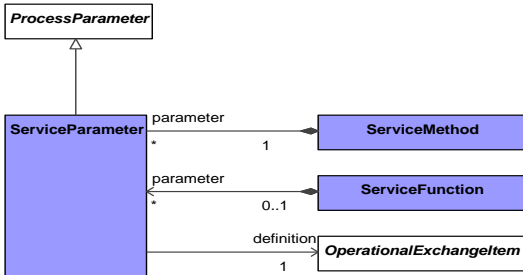 ProcessParameter
ServiceParameter
parameter
*
1
ServiceMethod
parameter
*
0..1
ServiceFunction
definition
1
OperationalExchangeItem